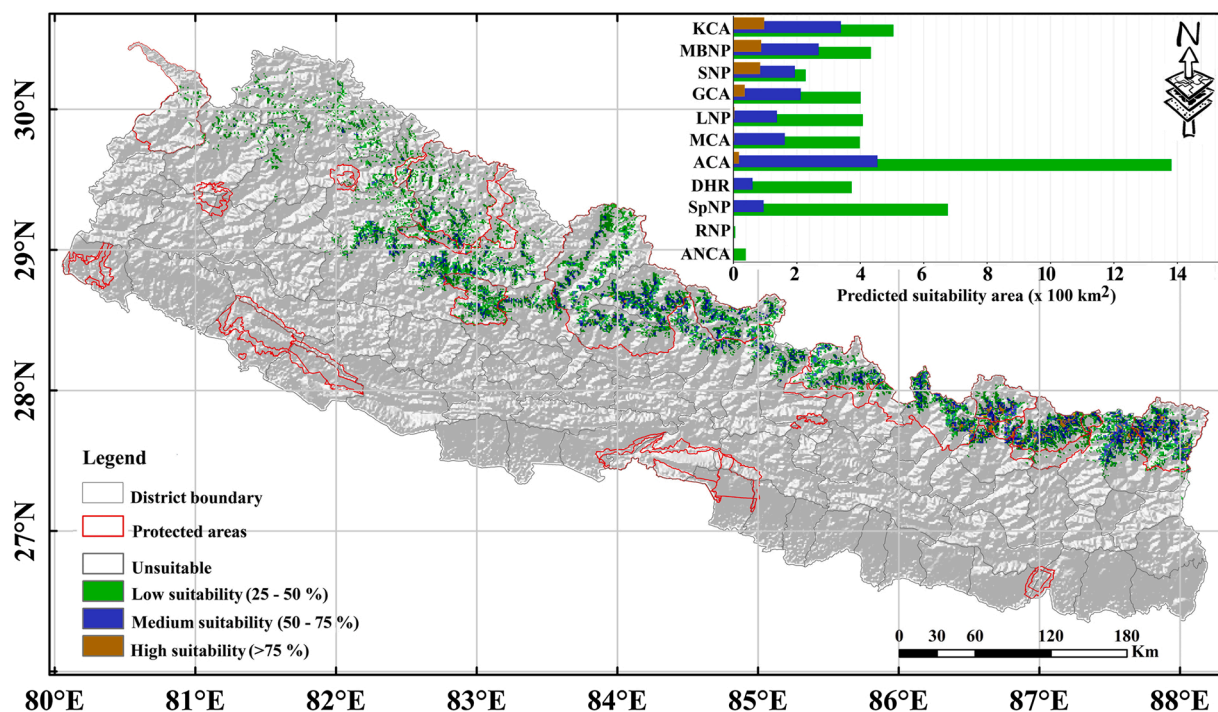 KCA
MBNP
SNP
GCA
LNP
MCA
ACA
DHR
SpNP
RNP
ANCA
0 2 4 6 8 10 12 14
Predicted suitability area (x 100 km2)
N
30°N
29°N
28°N
27°N
Legend
District boundary
Protected areas
Unsuitable
Low suitability (25 - 50 %)
Medium suitability (50 - 75 %)
High suitability (>75 %)
0 30 60 120 180
Km
80°E 81°E 82°E 83°E 84°E 85°E 86°E 87°E 88°E